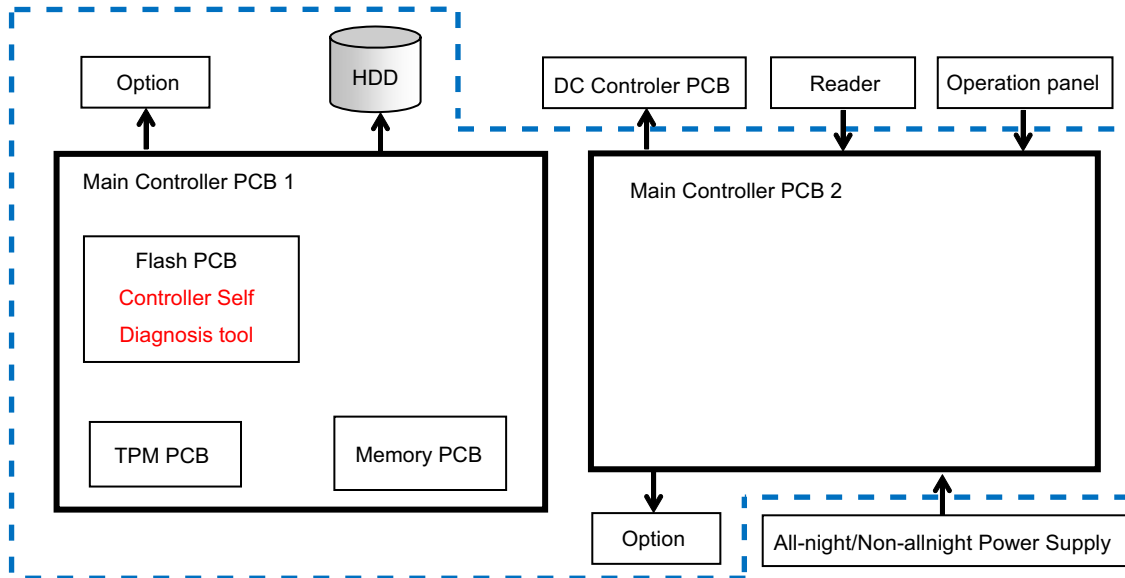 Option
HDD
DC Controler PCB
Reader
Operation panel
Main Controller PCB 1
Main Controller PCB 2
Flash PCB
Controller Self
Diagnosis tool
TPM PCB
Memory PCB
Option
All-night/Non-allnight Power Supply